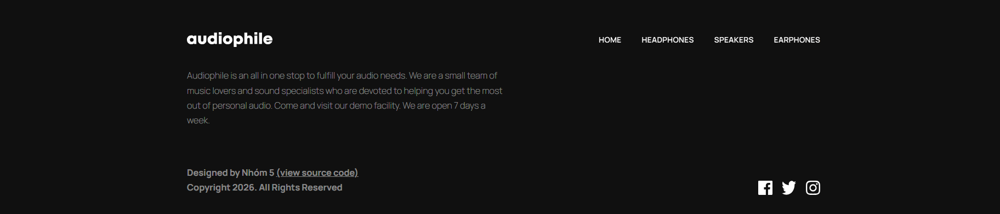 audiophile
HOME HEADPHONES SPEAKERS EARPHONES
Audiophile is an all in one stop to fulfill your audio needs. We are a small team of
music lovers and sound specialists who are devoted to helping you get the most
out of personal audio. Come and visit our demo facility. We are open 7 days a
week.
Designed by Nhóm 5 (view source code)
Copyright 2026. All Rights Reserved